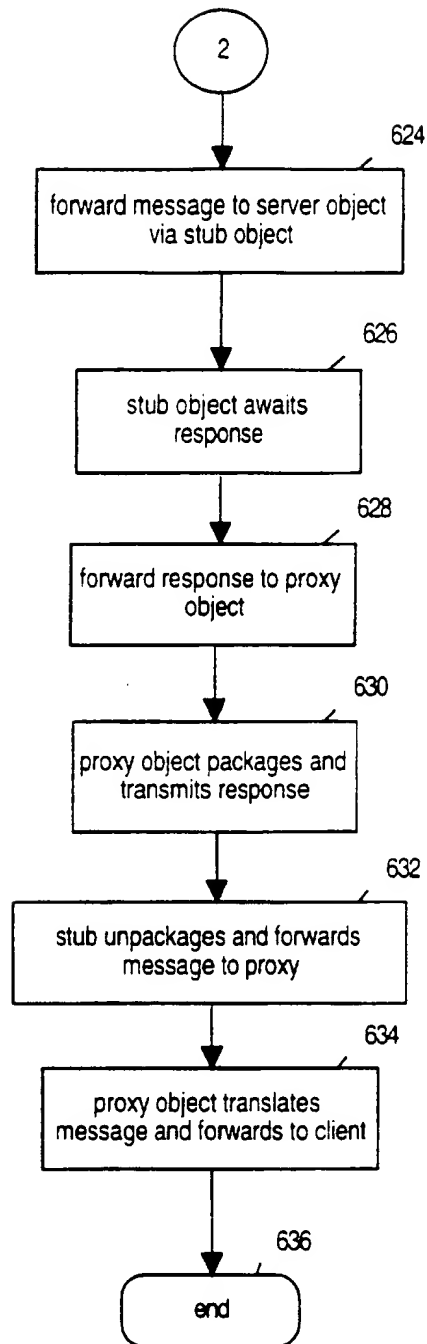 2
624
forward message to server object
via stub object
626
stub object awaits
response
628
forward response to proxy
object
630
proxy object packages and
transmits response
632
stub unpackages and forwards
message to proxy
634
proxy object translates
message and forwards to client
636
end